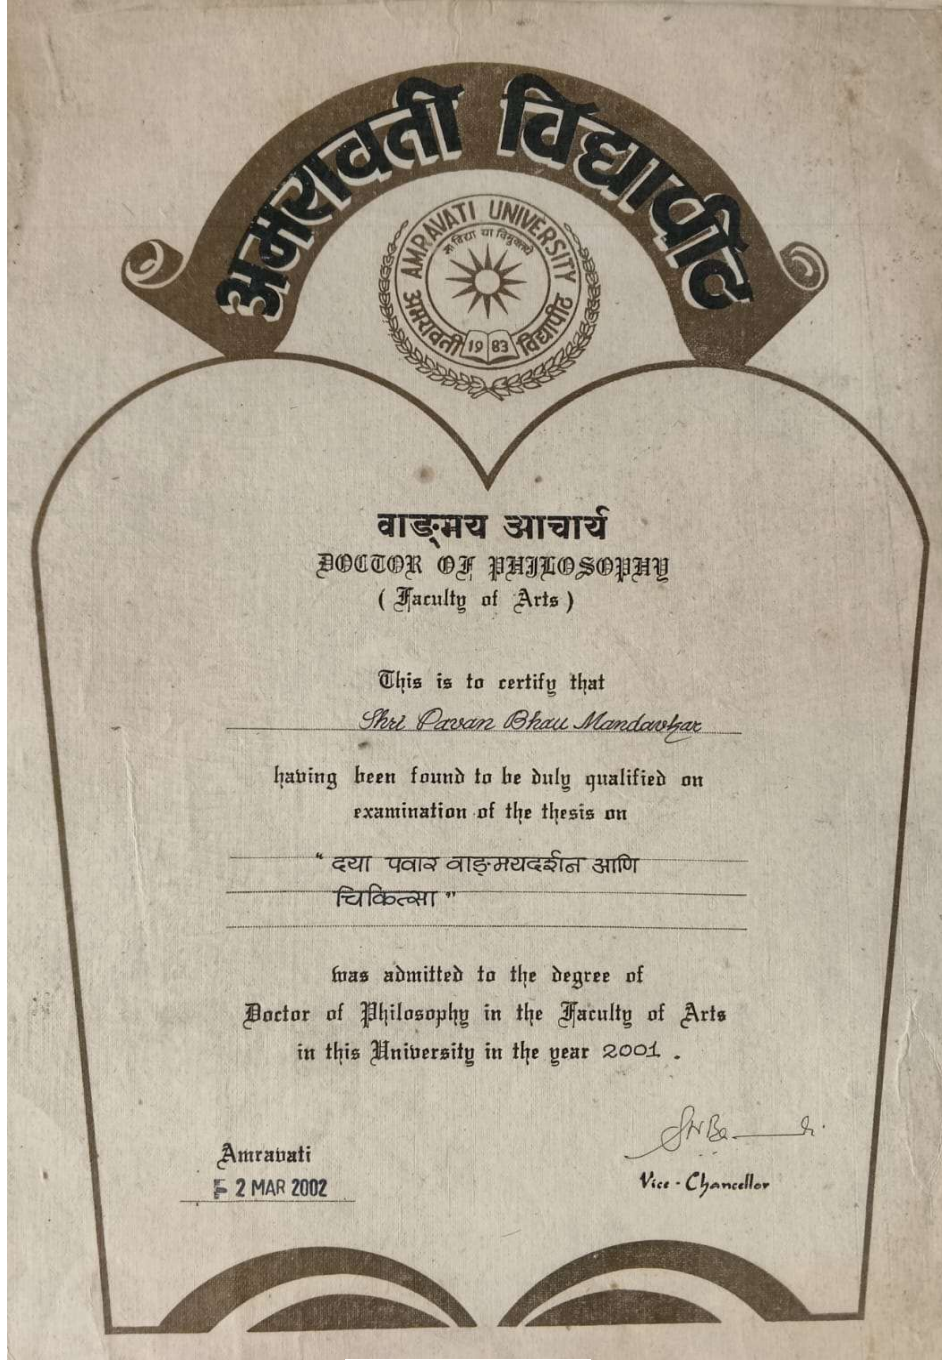 अमरावती विद्यापीठ
AMRAVATI UNIVERSITY
सा विद्या या विमुक्तये
अमरावती 1983 विद्यापीठ
वाङ्मय आचार्य
DOCTOR OF PHILOSOPHY
( Faculty of Arts )
This is to certify that
Shri Pavan Bhau Mandavkar
having been found to be duly qualified on
examination of the thesis on
" दया पवार वाङ्मयदर्शन आणि
चिकित्सा "
was admitted to the degree of
Doctor of Philosophy in the Faculty of Arts
in this University in the year 2001 .
Amravati
2 MAR 2002
Vice - Chancellor